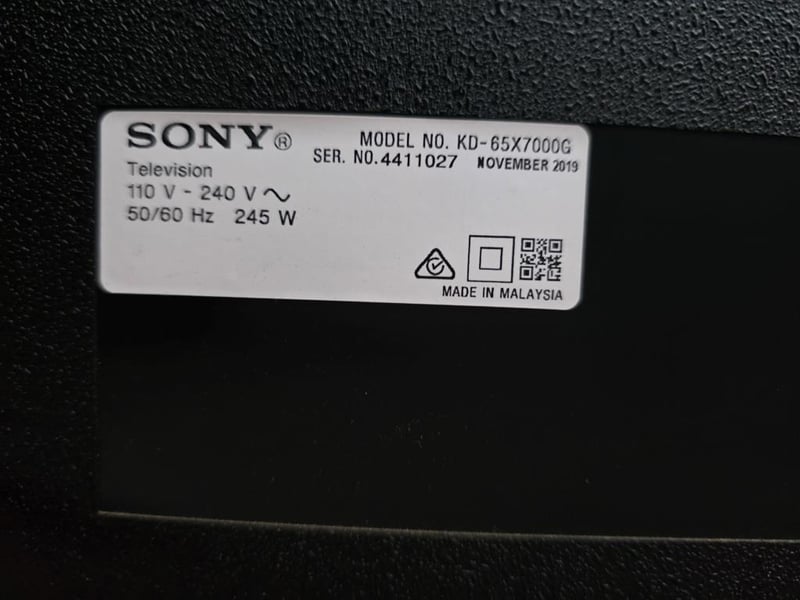 SONY®
MODEL NO. KD-65X7000G
SER. NO.4411027 NOVEMBER 2019
Television
110 V - 240 V ~
50/60 Hz 245 W
MADE IN MALAYSIA